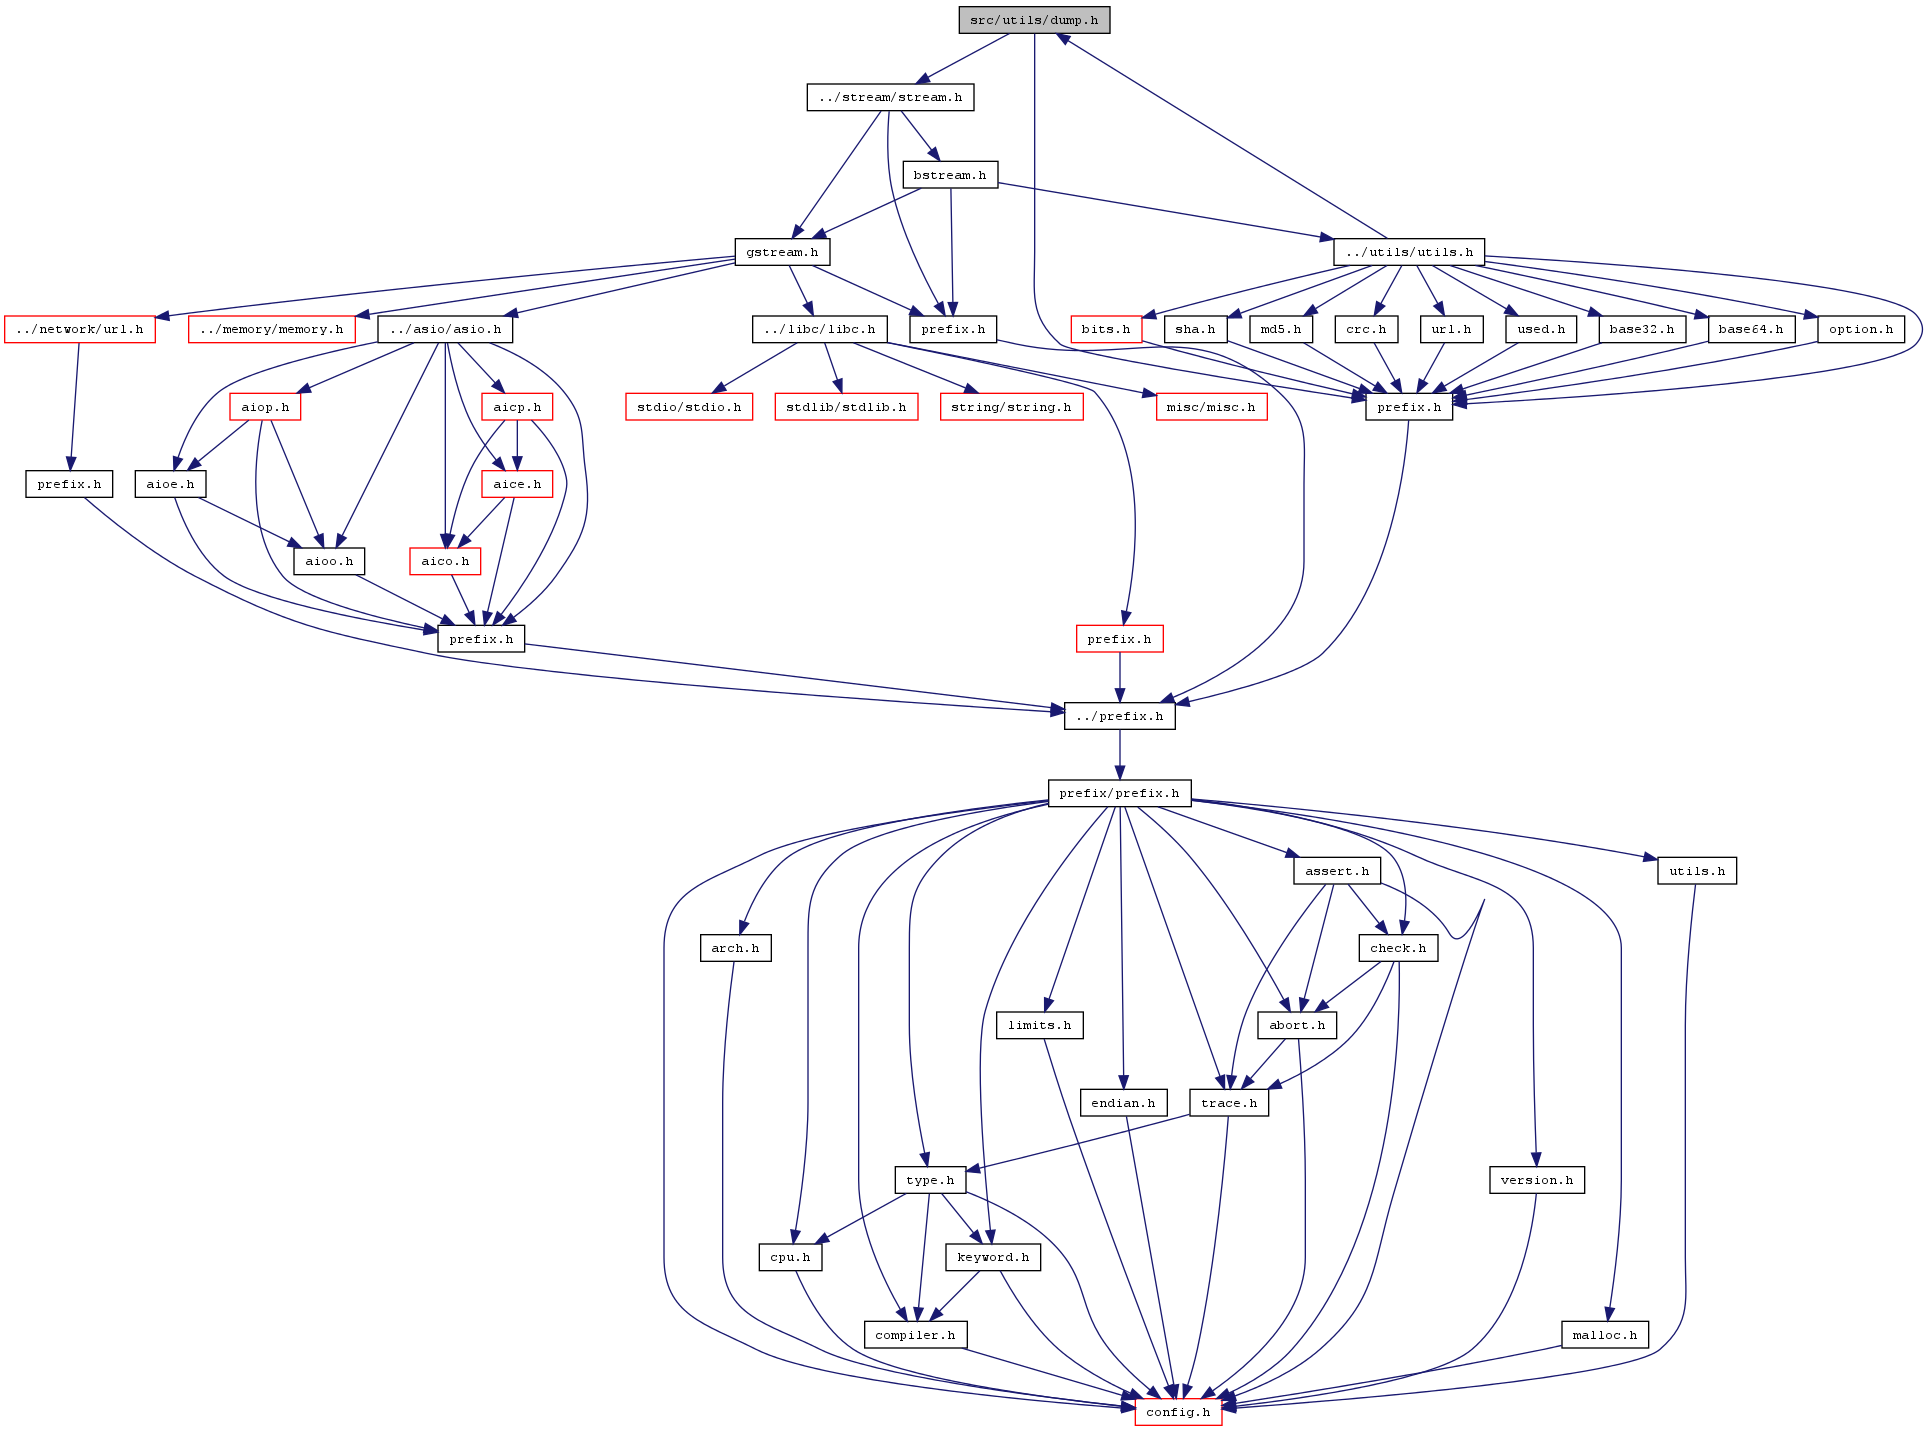 src/utils/dump.h
../stream/stream.h
bstream.h
gstream.h
../utils/utils.h
../network/url.h
../memory/memory.h
../asio/asio.h
../libc/libc.h
prefix.h
bits.h
sha.h
md5.h
crc.h
url.h
used.h
base32.h
base64.h
option.h
aiop.h
aicp.h
stdio/stdio.h
stdlib/stdlib.h
string/string.h
misc/misc.h
prefix.h
prefix.h
aioe.h
aice.h
aioo.h
aico.h
prefix.h
prefix.h
../prefix.h
prefix/prefix.h
assert.h
utils.h
arch.h
check.h
limits.h
abort.h
endian.h
trace.h
type.h
version.h
cpu.h
keyword.h
compiler.h
malloc.h
config.h